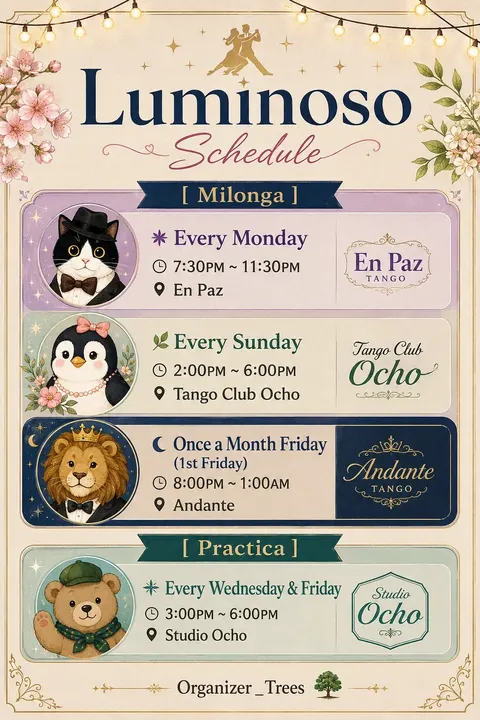 Luminoso
Schedule
[ Milonga ]
Every Monday
7:30PM ~ 11:30PM
En Paz
En Paz
TANGO
Every Sunday
2:00PM ~ 6:00PM
Tango Club Ocho
Tango Club
Ocho
Once a Month Friday
(1st Friday)
8:00PM ~ 1:00AM
Andante
Andante
TANGO
[ Practica ]
Every Wednesday & Friday
3:00PM ~ 6:00PM
Studio Ocho
Studio
Ocho
Organizer_Trees